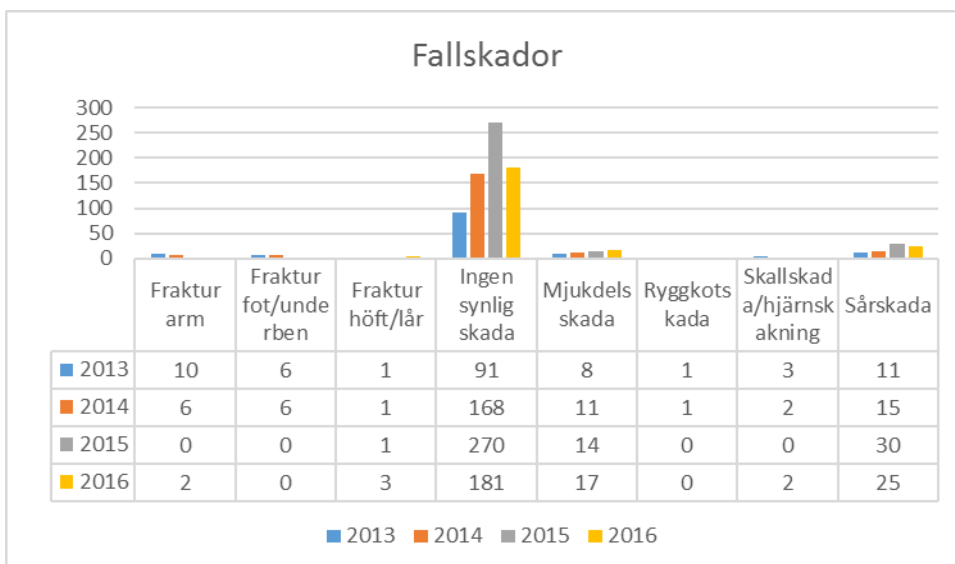 Fallskador
300
250
200
150
100
50
0
Fraktur
arm
Fraktur
fot/unde
rben
Fraktur
höft/lår
Ingen
synlig
skada
Mjukdels
skada
Ryggkots
kada
Skallskad
a/hjärnsk
akning
Sårskada
2013 10 6 1 91 8 1 3 11
2014 6 6 1 168 11 1 2 15
2015 0 0 1 270 14 0 0 30
2016 2 0 3 181 17 0 2 25
2013 2014 2015 2016